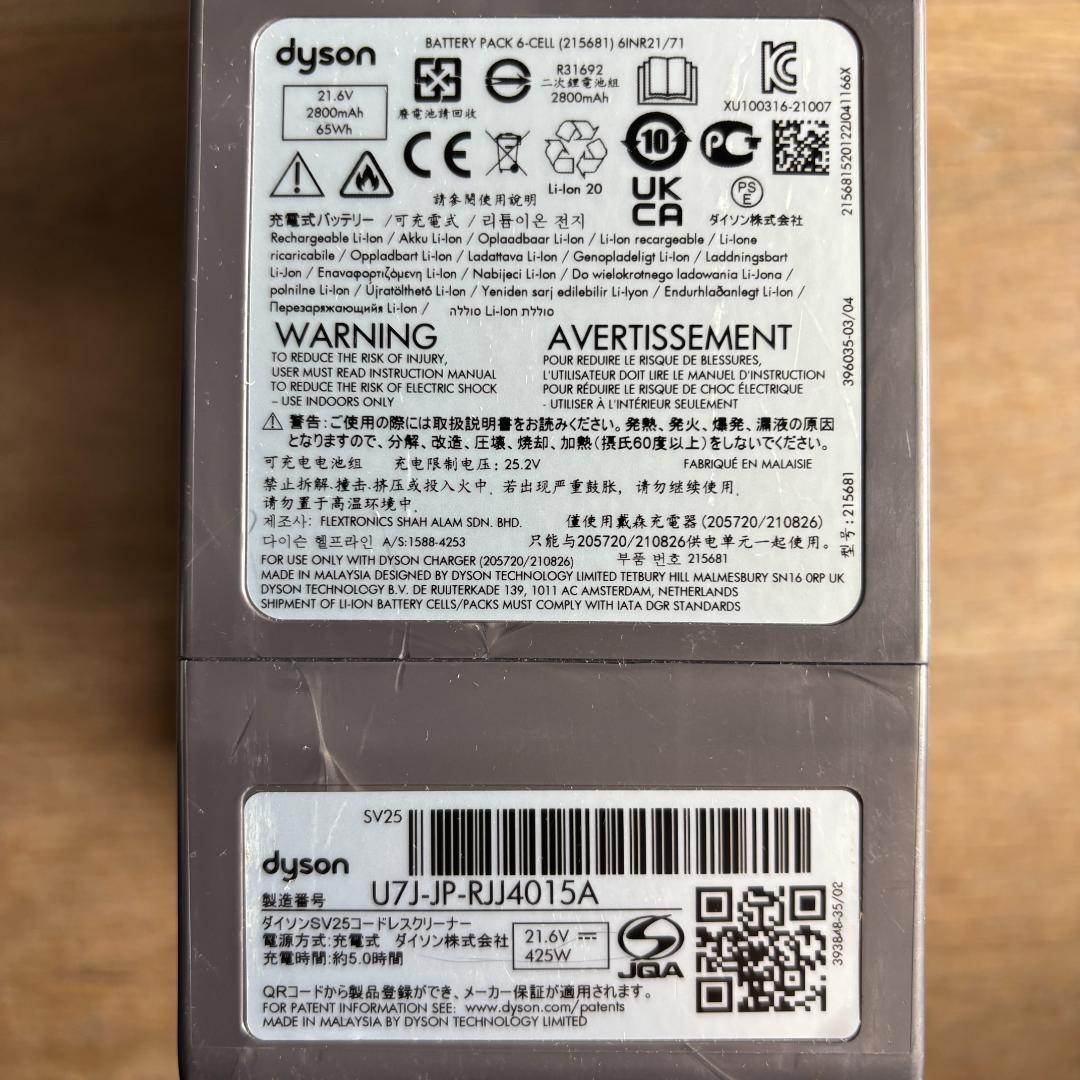 dyson
BATTERY PACK 6-CELL (215681) 6INR21/71
21.6V
2800mAh
65Wh
廢電池請回收
R31692
二次鋰電池組
2800mAh
XU100316-21007
215681520122J041166X
CE
Li-Ion 20
10
UK
CA
PS
E
請參閱使用說明
ダイソン株式会社
充電式バッテリー /可充電式 / 리튬이온 전지
Rechargeable Li-Ion / Akku Li-Ion / Oplaadbaar Li-Ion / Li-Ion recargeable / Li-Ione
ricaricabile / Oppladbart Li-Ion / Ladattava Li-Ion / Genopladeligt Li-Ion / Laddningsbart
Li-Jon / Επαναφορτιζόμενη Li-Ion / Nabíjecí Li-Ion / Do wielokrotnego ladowania Li-Jona /
polnilne Li-Ion / Újratölthető Li-Ion / Yeniden sarj edilebilir Li-Iyon / Endurhlaðanlegt Li-Ion /
Перезаряжающийя Li-Ion / סוללה Li-Ion סוללת
WARNING
TO REDUCE THE RISK OF INJURY,
USER MUST READ INSTRUCTION MANUAL
TO REDUCE THE RISK OF ELECTRIC SHOCK
– USE INDOORS ONLY
AVERTISSEMENT
POUR REDUIRE LE RISQUE DE BLESSURES,
L'UTILISATEUR DOIT LIRE LE MANUEL D'INSTRUCTION
POUR RÉDUIRE LE RISQUE DE CHOC ÉLECTRIQUE
- UTILISER À L'INTÉRIEUR SEULEMENT
396035-03/04
警告:ご使用の際には取扱説明書をお読みください。発熱、発火、爆発、漏液の原因
となりますので、分解、改造、圧壊、焼却、加熱(摂氏60度以上)をしないでください。
可充电电池组 充电限制电压: 25.2V FABRIQUÉ EN MALAISIE
禁止拆解、撞击、挤压或投入火中. 若出现严重鼓胀, 请勿继续使用.
请勿置于高温环境中.
제조사: FLEXTRONICS SHAH ALAM SDN. BHD. 僅使用戴森充電器(205720/210826)
다이슨 헬프라인 A/S:1588-4253 只能与205720/210826供电单元一起使用。
型号: 215681
FOR USE ONLY WITH DYSON CHARGER (205720/210826) 부품 번호 215681
MADE IN MALAYSIA DESIGNED BY DYSON TECHNOLOGY LIMITED TETBURY HILL MALMESBURY SN16 0RP UK
DYSON TECHNOLOGY B.V. DE RUIJTERKADE 139, 1011 AC AMSTERDAM, NETHERLANDS
SHIPMENT OF LI-ION BATTERY CELLS/PACKS MUST COMPLY WITH IATA DGR STANDARDS
SV25
dyson
製造番号 U7J-JP-RJJ4015A
ダイソンSV25コードレスクリーナー
電源方式:充電式 ダイソン株式会社
充電時間:約5.0時間
21.6V
425W
JQA
393848-35/02
QRコードから製品登録ができ、メーカー保証が適用されます。
FOR PATENT INFORMATION SEE: www.dyson.com/patents
MADE IN MALAYSIA BY DYSON TECHNOLOGY LIMITED